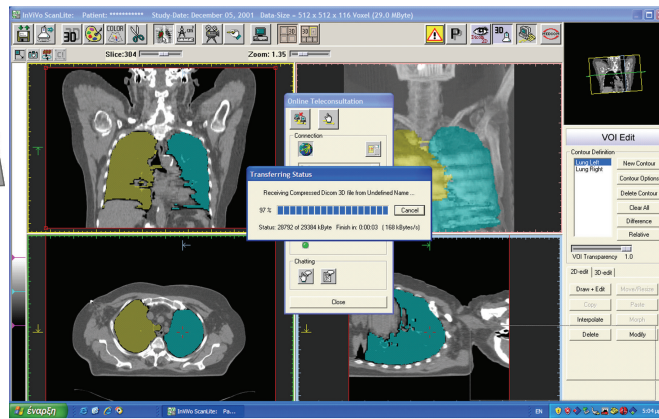 InViVo ScanLite: Patient: *********** Study Date: December 05, 2001 Data Size = 512 x 512 x 116 Voxel (29.0 MByte)
3D
COLOR
P
3D
Slice:304
Zoom: 1.35
Online Teleconsultation
Connection
Transferring Status
Receiving Compressed Dicom 3D file from Undefined Name ...
97 %
Cancel
Status: 28792 of 29384 kByte Finish in: 0:00:03 ( 168 kBytes/s)
Chatting
Close
VOI Edit
Contour Definition
Lung Left
Lung Right
New Contour
Contour Options
Delete Contour
Clear All
Difference
Relative
VOI Transparency 1.0
2D-edit
3D-edit
Draw + Edit
Move/Resize
Copy
Paste
Interpolate
Morph
Delete
Modify
έναρξη
InViVo ScanLite: Pa...
EN